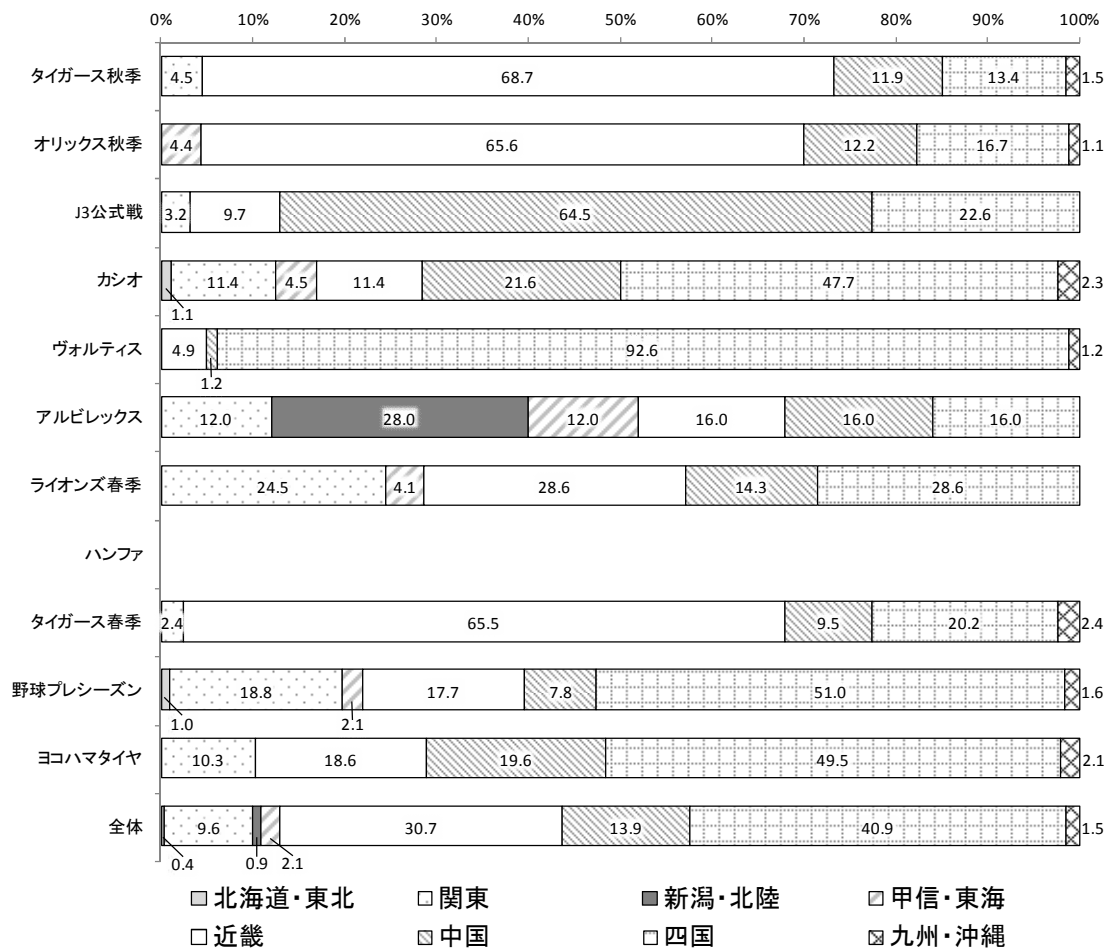 0% 10% 20% 30% 40% 50% 60% 70% 80% 90% 100%
タイガース秋季 4.5 68.7 11.9 13.4 1.5
オリックス秋季 4.4 65.6 12.2 16.7 1.1
J3公式戦 3.2 9.7 64.5 22.6
カシオ 11.4 4.5 11.4 21.6 47.7 2.3
1.1
ヴォルティス 4.9 92.6 1.2
1.2
アルビレックス 12.0 28.0 12.0 16.0 16.0 16.0
ライオンズ春季 24.5 4.1 28.6 14.3 28.6
ハンファ
タイガース春季 2.4 65.5 9.5 20.2 2.4
野球プレシーズン 18.8 17.7 7.8 51.0 1.6
1.0 2.1
ヨコハマタイヤ 10.3 18.6 19.6 49.5 2.1
全体 9.6 30.7 13.9 40.9 1.5
0.4 0.9 2.1
北海道・東北 関東 新潟・北陸 甲信・東海
近畿 中国 四国 九州・沖縄